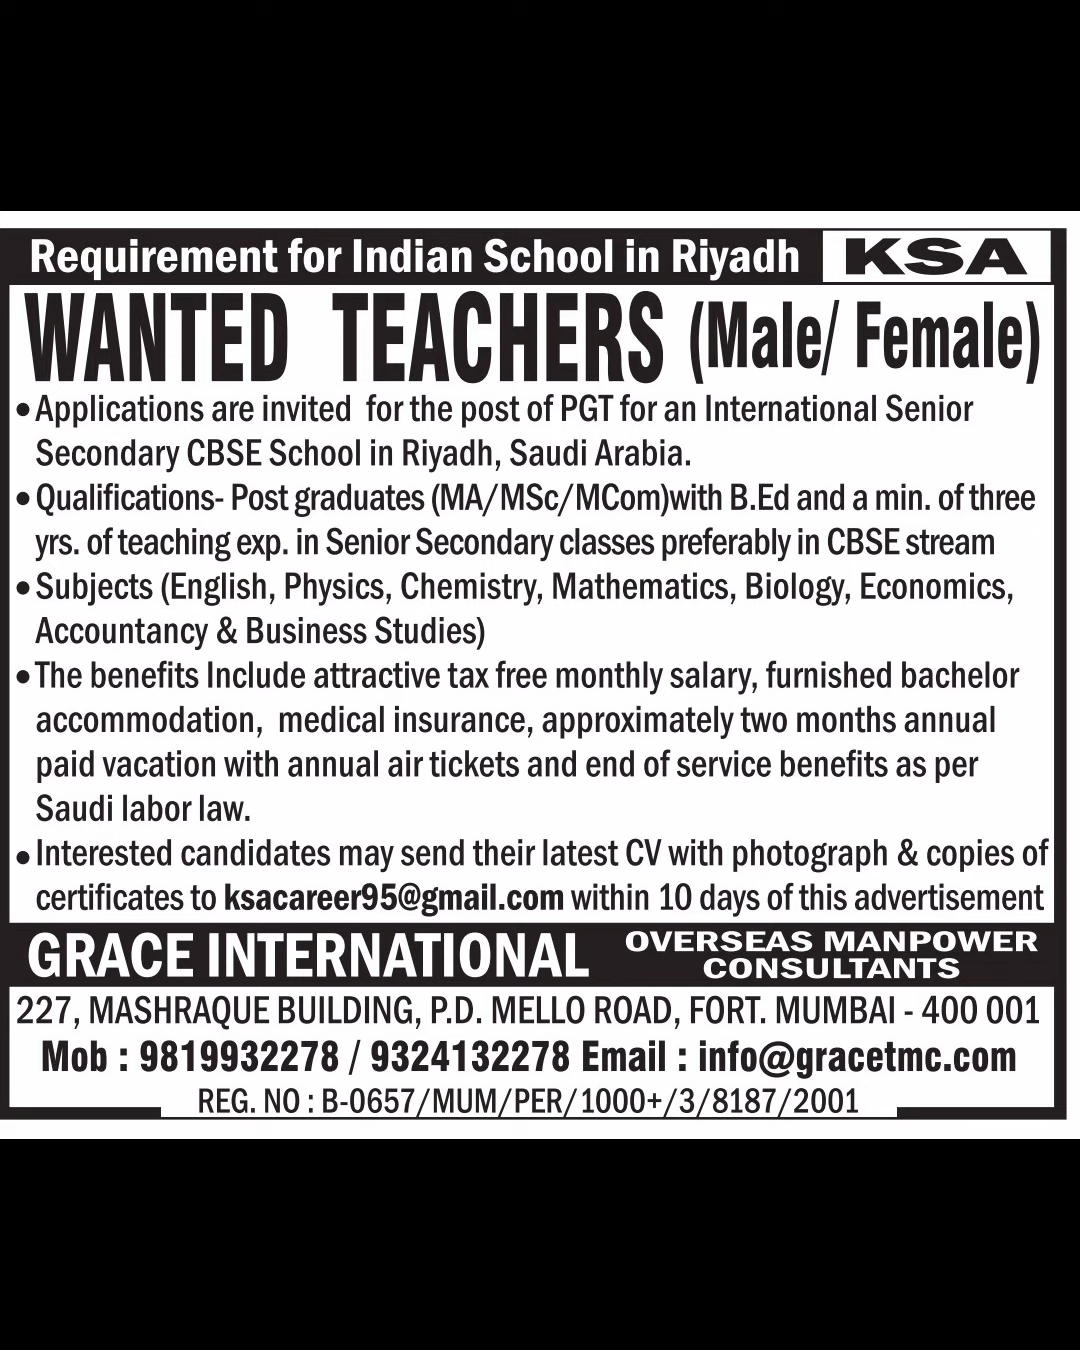 Requirement for Indian School in Riyadh KSA
WANTED TEACHERS (Male/ Female)
• Applications are invited for the post of PGT for an International Senior
Secondary CBSE School in Riyadh, Saudi Arabia.
• Qualifications- Post graduates (MA/MSc/MCom)with B.Ed and a min. of three
yrs. of teaching exp. in Senior Secondary classes preferably in CBSE stream
• Subjects (English, Physics, Chemistry, Mathematics, Biology, Economics,
Accountancy & Business Studies)
• The benefits Include attractive tax free monthly salary, furnished bachelor
accommodation, medical insurance, approximately two months annual
paid vacation with annual air tickets and end of service benefits as per
Saudi labor law.
• Interested candidates may send their latest CV with photograph & copies of
certificates to ksacareer95@gmail.com within 10 days of this advertisement
GRACE INTERNATIONAL
OVERSEAS MANPOWER
CONSULTANTS
227, MASHRAQUE BUILDING, P.D. MELLO ROAD, FORT. MUMBAI - 400 001
Mob : 9819932278 / 9324132278 Email : info@gracetmc.com
REG. NO : B-0657/MUM/PER/1000+/3/8187/2001